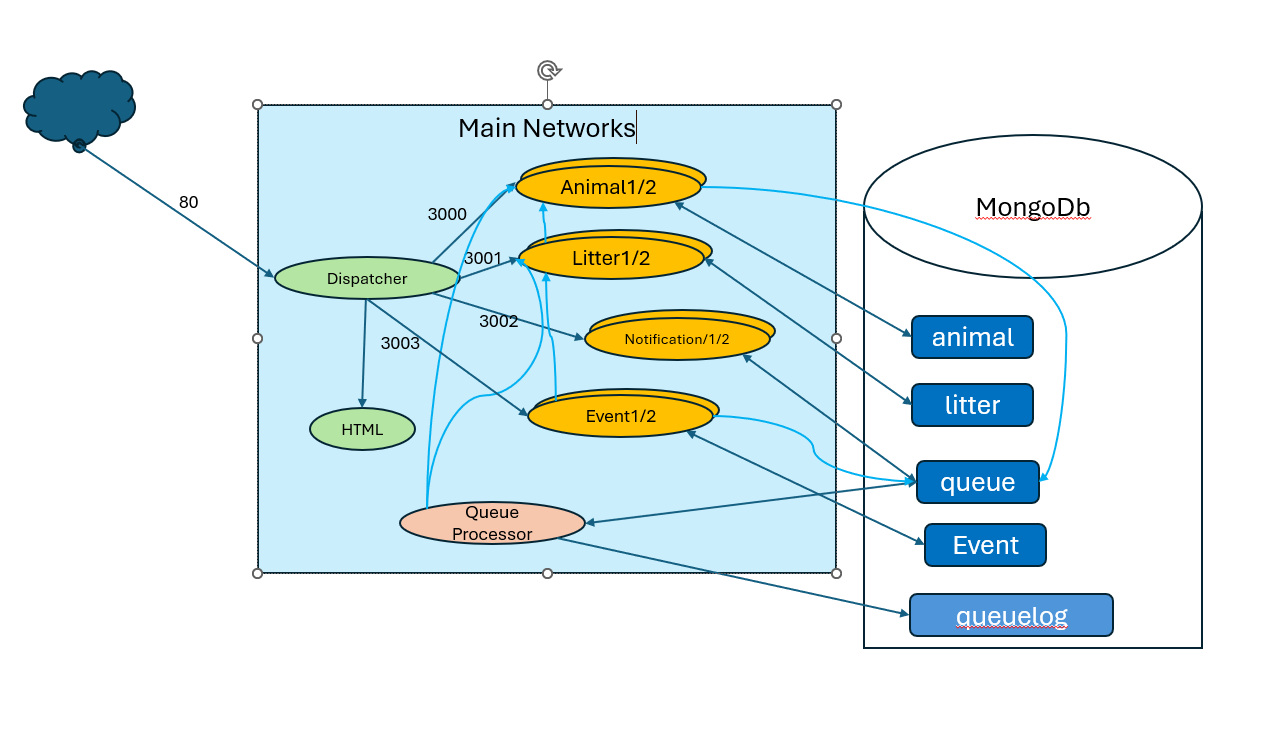 Main Networks
80
Animal1/2
3000
Litter1/2
3001
Dispatcher
3002
Notification/1/2
3003
Event1/2
HTML
Queue
Processor
MongoDb
animal
litter
queue
Event
queuelog